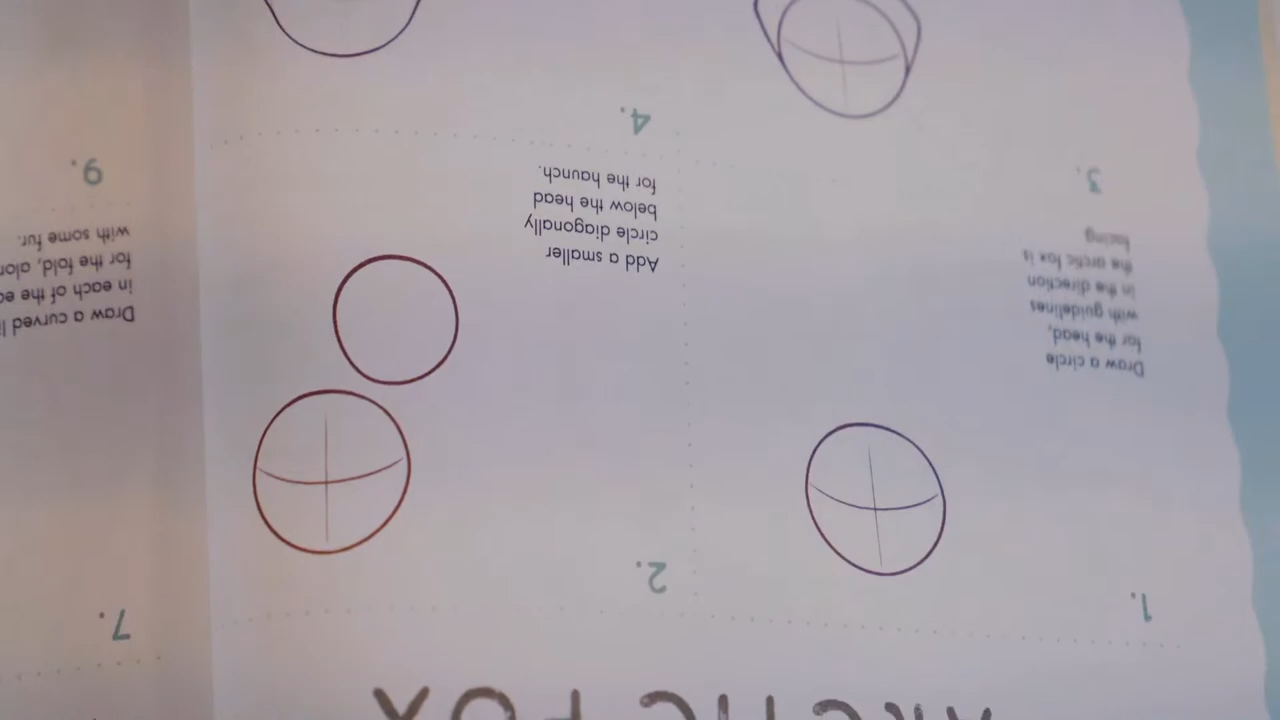 ARCTIC FOX
1.
Draw a circle
for the head,
with guidelines
in the direction
the arctic fox is
facing
2.
Add a smaller
circle diagonally
below the head
for the haunch.
3.
4.
7.
Draw a curved
in each of the
for the fold,
with some fur.
9.